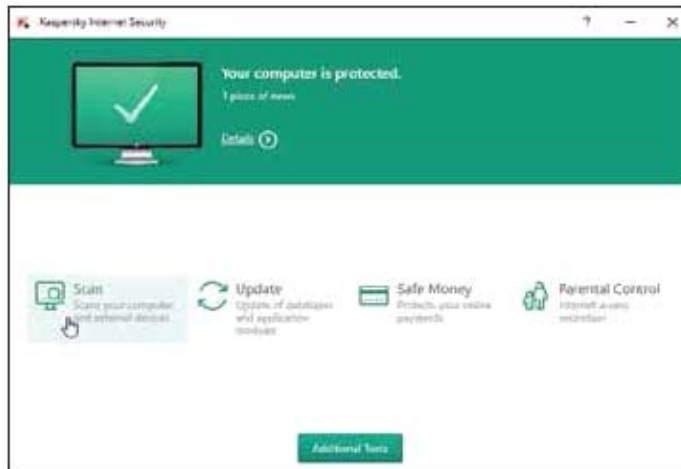 Kaspersky Internet Security
?
Your computer is protected.
1 piece of news
Details
Scan
Scans your computer
and external devices
Update
Update of databases
and application
modules
Safe Money
Protects your online
payments
Parental Control
Internet access
restriction
Additional Tools